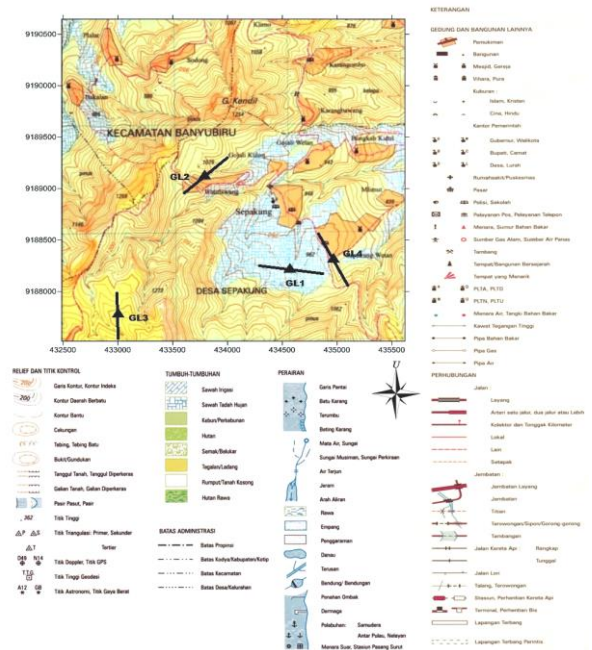 KETERANGAN
GEDUNG DAN BANGUNAN LAINNYA
Pemukiman
Bangunan
Mesjid, Gereja
Vihara, Pura
Kuburan :
Islam, Kristen
Cina, Hindu
Kantor Pemerintah
Gubernur, Walikota
Bupati, Camat
Desa, Lurah
Rumahsakit/Puskesmas
Pasar
Polisi, Sekolah
Pelayanan Pos, Pelayanan Telepon
Menara, Sumur Bahan Bakar
Sumber Gas Alam, Sumber Air Panas
Tambang
Tempat/Bangunan Bersejarah
Tempat yang Menarik
PLTA, PLTD
PLTN, PLTU
Menara Air, Tangki Bahan Bakar
Kawat Tegangan Tinggi
Pipa Bahan Bakar
Pipa Gas
Pipa Air
9190500
9190000
9189500
9189000
9188500
9188000
432500 433000 433500 434000 434500 435000 435500
G. Kendil
KECAMATAN BANYUBIRU
Gojati Wetan
GL2
Sepakung
GL4
GL1
DESA SEPAKUNG
GL3
U
PERHUBUNGAN
Jalan :
Layang
Arteri satu jalur, dua jalur atau Lebih
Kolektor dan Tonggak Kilometer
Lokal
Lain
Setapak
Jembatan :
Jembatan Layang
Jembatan
Titian
Terowongan/Sipon/Gorong-gorong
Tambangan
Jalan Kereta Api : Rangkap
Tunggal
Jalan Lori
Talang, Terowongan
Stasiun, Perhentian Kereta Api
Terminal, Perhentian Bis
Lapangan Terbang
Lapangan Terbang Perintis
RELIEF DAN TITIK KONTROL
Garis Kontur, Kontur Indeks
Kontur Daerah Berbatu
Kontur Bantu
Cekungan
Tebing, Tebing Batu
Bukit/Gundukan
Tanggul Tanah, Tanggul Diperkeras
Galian Tanah, Galian Diperkeras
Pasir Pasut, Pasir
Titik Tinggi
Titik Triangulasi: Primer, Sekunder
Tertier
Titik Doppler, Titik GPS
Titik Tinggi Geodesi
Titik Astronomi, Titik Gaya Berat
TUMBUH-TUMBUHAN
Sawah Irigasi
Sawah Tadah Hujan
Kebun/Perkebunan
Hutan
Semak/Belukar
Tegalan/Ladang
Rumput/Tanah Kosong
Hutan Rawa
BATAS ADMINISTRASI
Batas Propinsi
Batas Kodya/Kabupaten/Kotip
Batas Kecamatan
Batas Desa/Kelurahan
PERAIRAN
Garis Pantai
Batu Karang
Terumbu
Beting Karang
Mata Air, Sungai
Sungai Musiman, Sungai Perkiraan
Air Terjun
Jeram
Arah Aliran
Rawa
Empang
Penggaraman
Danau
Terusan
Bendung/ Bendungan
Penahan Ombak
Dermaga
Pelabuhan: Samudera
Antar Pulau, Nelayan
Menara Suar, Stasiun Pasang Surut